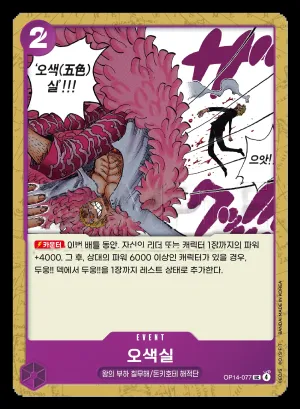 2
‘오색(五色)
실’!!!
으앗!
카운터 이번 배틀 동안, 자신의 리더 또는 캐릭터 1장까지의 파워
+4000. 그 후, 상대의 파워 6000 이상인 캐릭터가 있을 경우,
두웅!! 덱에서 두웅!!을 1장까지 레스트 상태로 추가한다.
EVENT
오색실
왕의 부하 칠무해/돈키호테 해적단
OP14-077